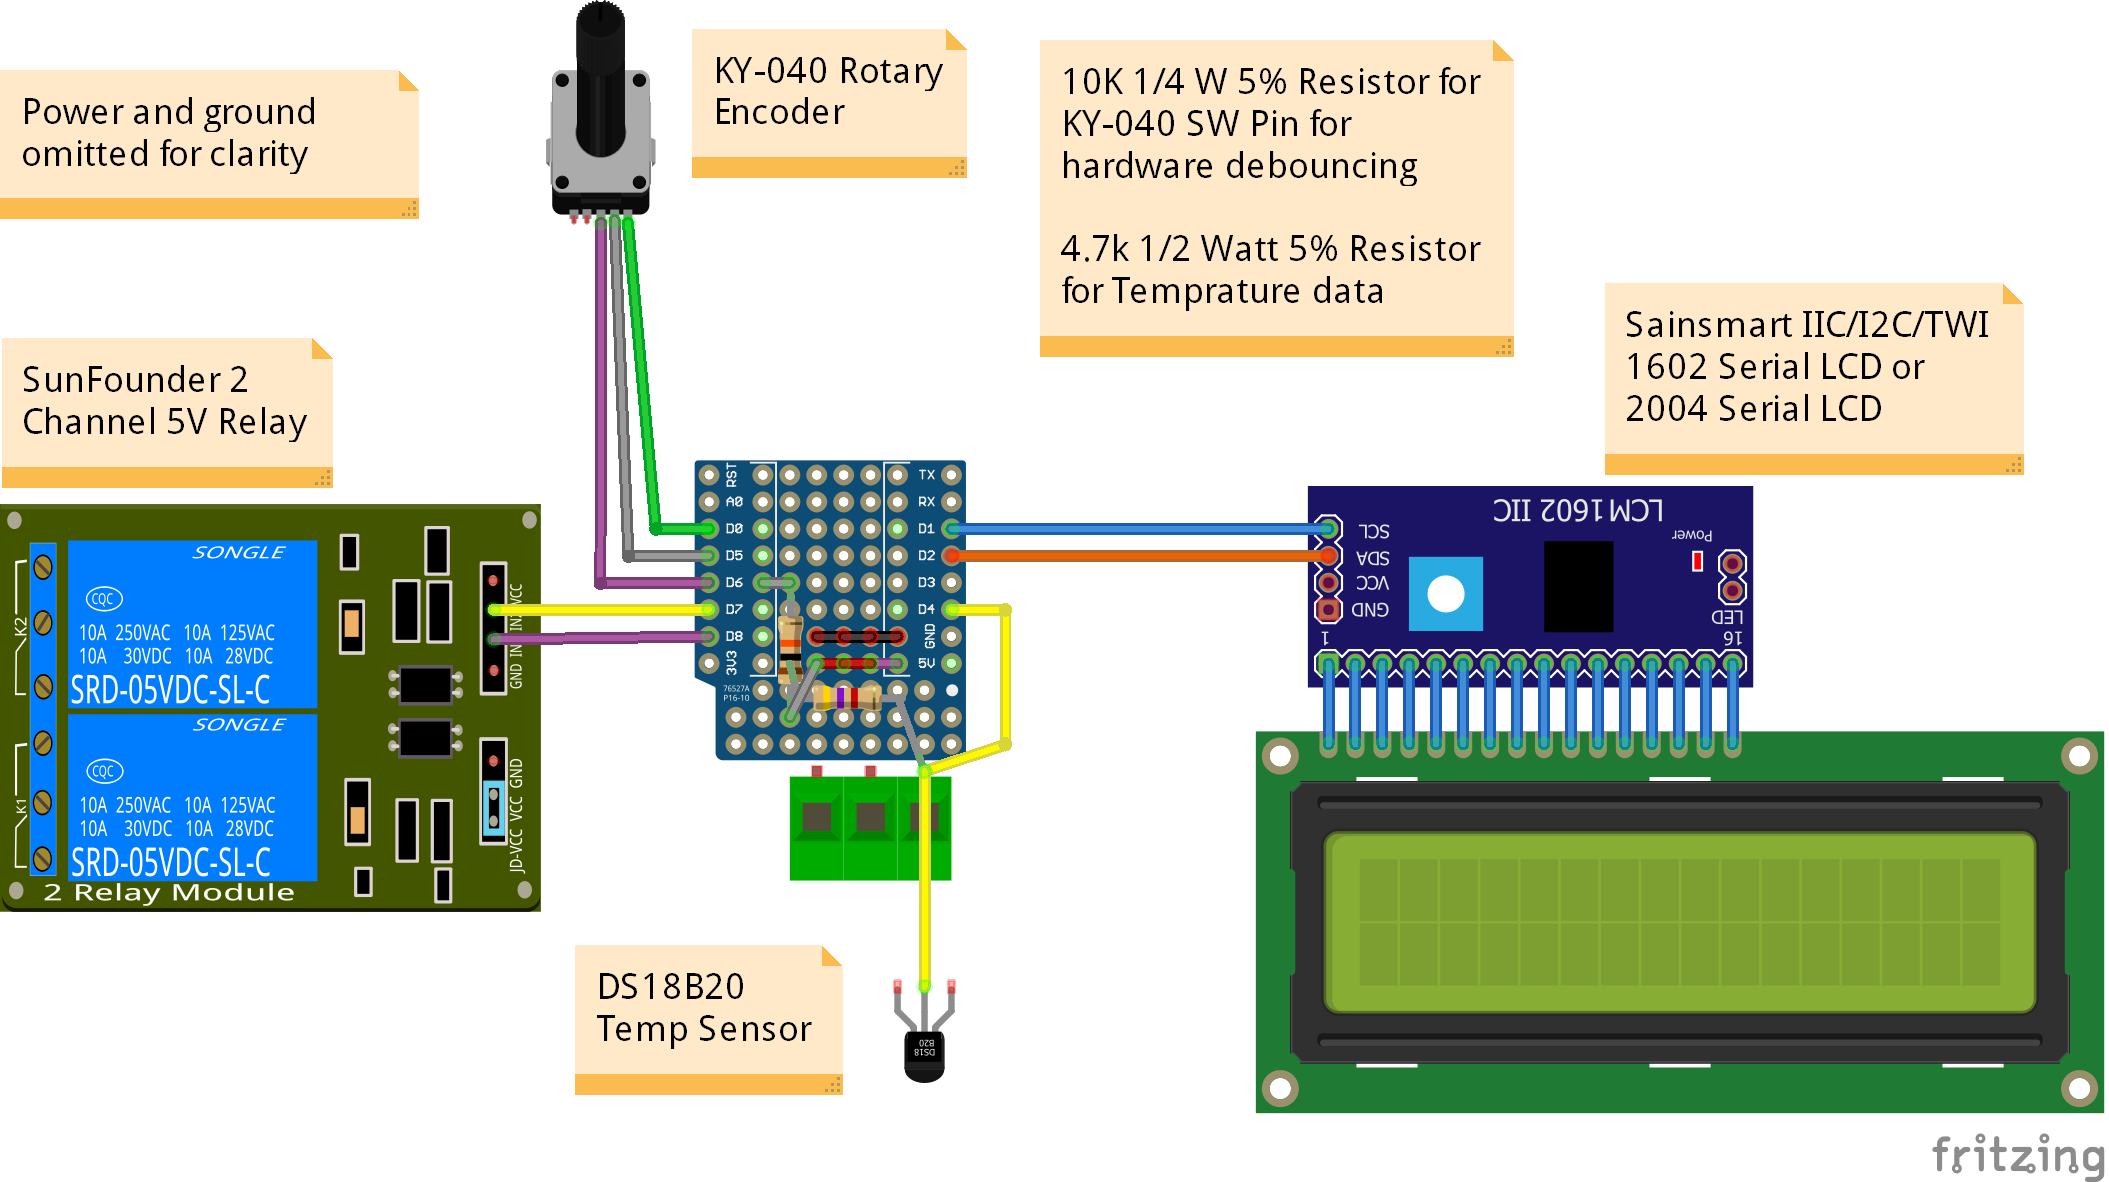 KY-040 Rotary
Encoder
10K 1/4 W 5% Resistor for
KY-040 SW Pin for
hardware debouncing
4.7k 1/2 Watt 5% Resistor
for Temprature data
Power and ground
omitted for clarity
Sainsmart IIC/I2C/TWI
1602 Serial LCD or
2004 Serial LCD
SunFounder 2
Channel 5V Relay
RST
A0
D0
D5
D6
D7
D8
3V3
TX
RX
D1
D2
D3
D4
GND
5V
76527A
P16-10
LCM1602 IIC
SCL
SDA
VCC
GND
Power
LED
1
16
SONGLE
CQC
10A 250VAC 10A 125VAC
10A 30VDC 10A 28VDC
SRD-05VDC-SL-C
SONGLE
CQC
10A 250VAC 10A 125VAC
10A 30VDC 10A 28VDC
SRD-05VDC-SL-C
2 Relay Module
K2
K1
GND
VCC
JD-VCC VCC GND
DS18B20
Temp Sensor
DS18
B20
fritzing